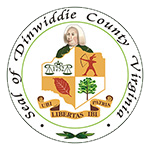 Seal of Dinwiddie County Virginia
UBI
LIBERTAS IBI
PATRIA